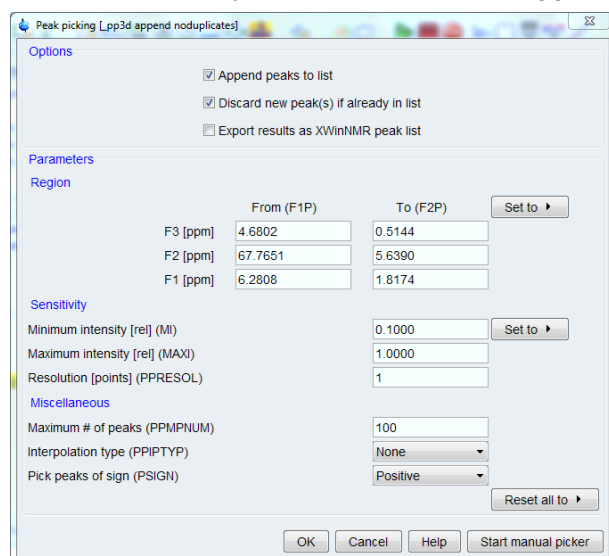 Peak picking [_pp3d append noduplicates]
Options
Append peaks to list
Discard new peak(s) if already in list
Export results as XWinNMR peak list
Parameters
Region
From (F1P) To (F2P) Set to
F3 [ppm] 4.6802 0.5144
F2 [ppm] 67.7651 5.6390
F1 [ppm] 6.2808 1.8174
Sensitivity
Minimum intensity [rel] (MI) 0.1000 Set to
Maximum intensity [rel] (MAXI) 1.0000
Resolution [points] (PPRESOL) 1
Miscellaneous
Maximum # of peaks (PPMPNUM) 100
Interpolation type (PPIPTYP) None
Pick peaks of sign (PSIGN) Positive
Reset all to
OK Cancel Help Start manual picker